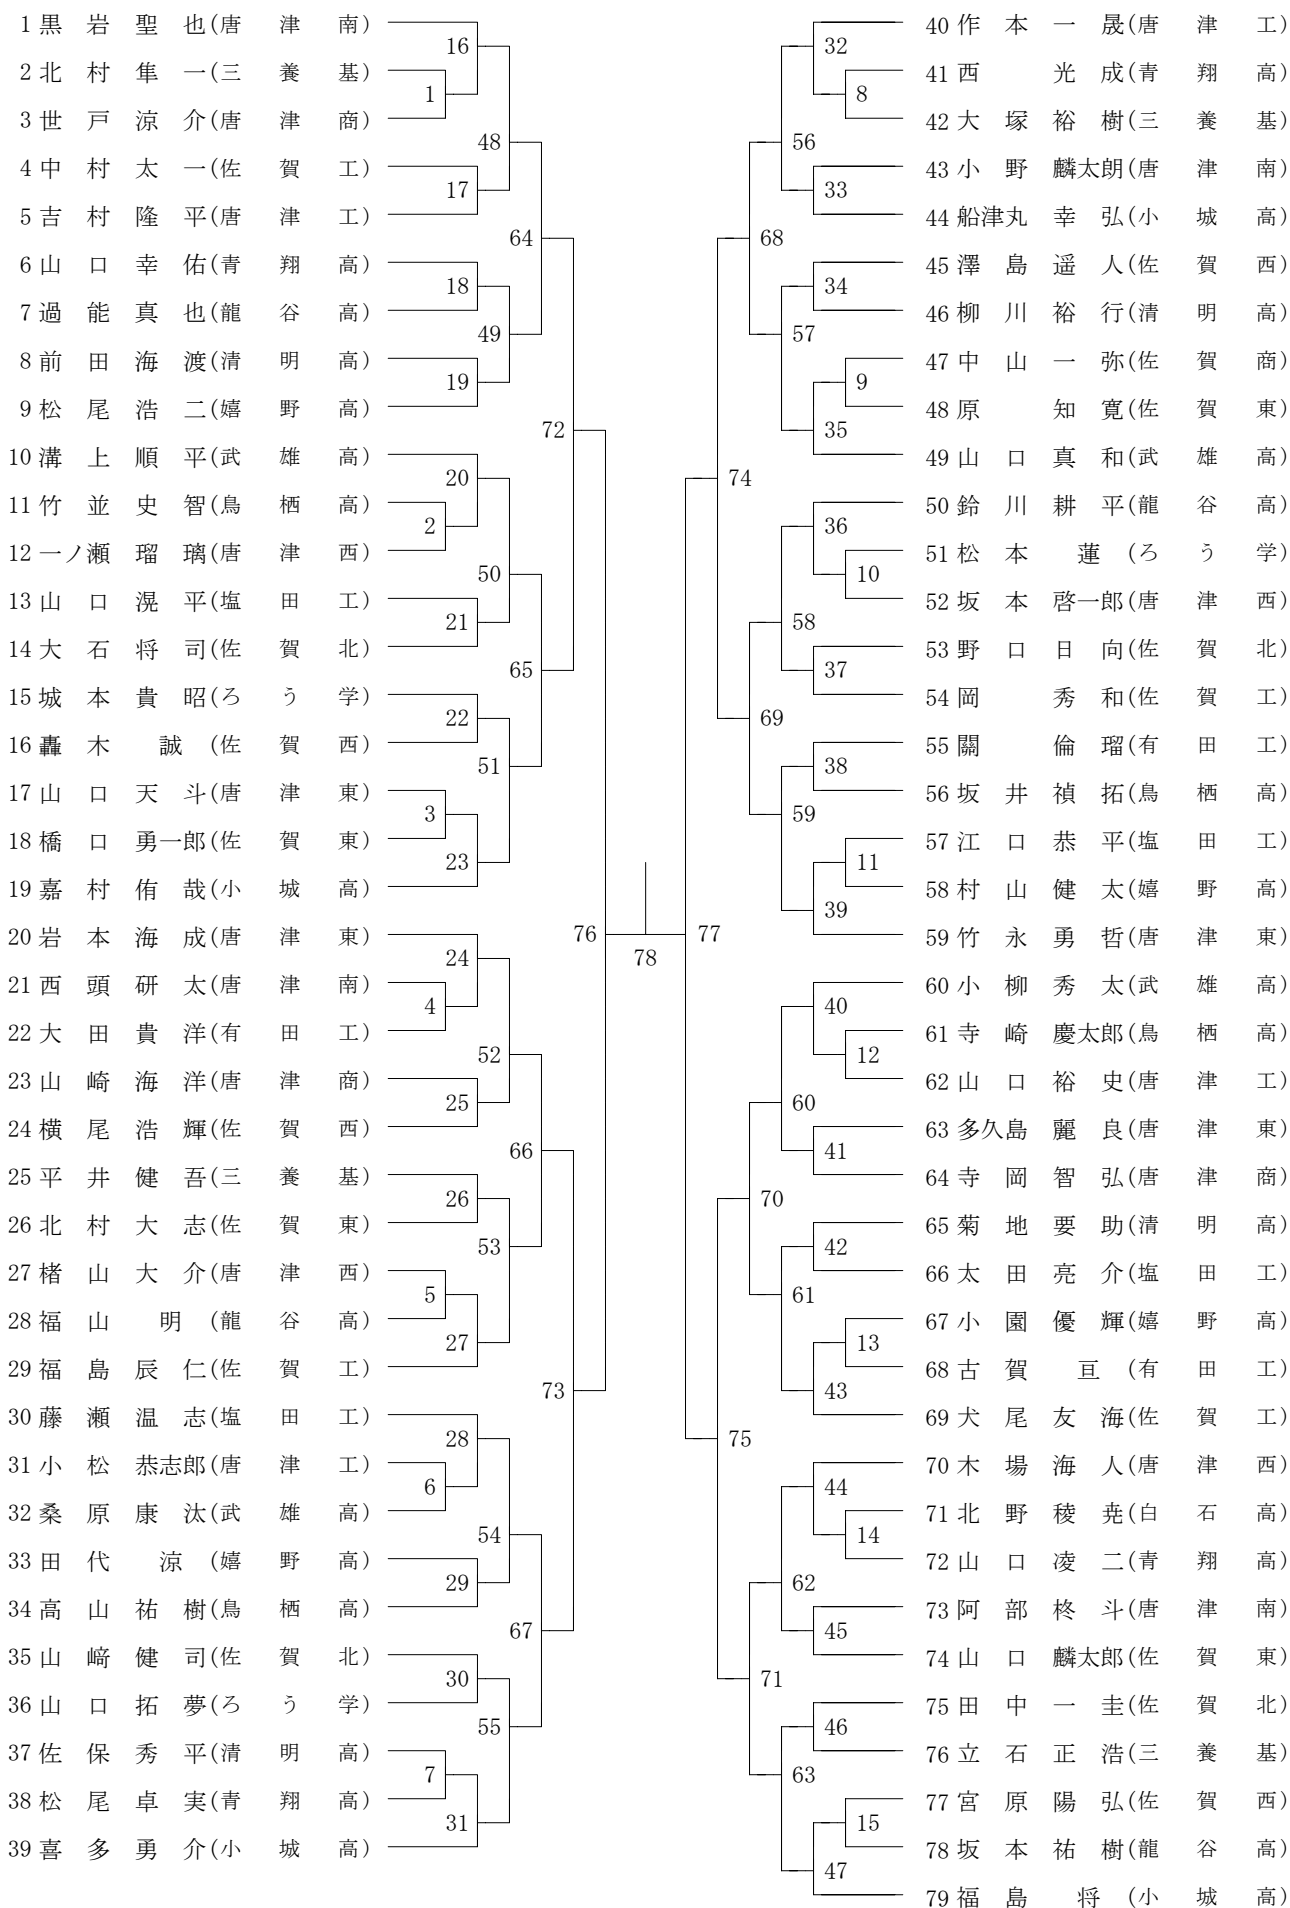 1 黒岩聖也(唐津南)
2 北村隼一(三養基)
3 世戸涼介(唐津商)
4 中村太一(佐賀工)
5 吉村隆平(唐津工)
6 山口幸佑(青翔高)
7 過能真也(龍谷高)
8 前田海渡(清明高)
9 松尾浩二(嬉野高)
10 溝上順平(武雄高)
11 竹並史智(鳥栖高)
12 一ノ瀬瑠璃(唐津西)
13 山口滉平(塩田工)
14 大石将司(佐賀北)
15 城本貴昭(ろう学)
16 轟木誠(佐賀西)
17 山口天斗(唐津東)
18 橋口勇一郎(佐賀東)
19 嘉村侑哉(小城高)
20 岩本海成(唐津東)
21 西頭研太(唐津南)
22 大田貴洋(有田工)
23 山崎海洋(唐津商)
24 横尾浩輝(佐賀西)
25 平井健吾(三養基)
26 北村大志(佐賀東)
27 楮山大介(唐津西)
28 福山明(龍谷高)
29 福島辰仁(佐賀工)
30 藤瀬温志(塩田工)
31 小松恭志郎(唐津工)
32 桑原康汰(武雄高)
33 田代涼(嬉野高)
34 高山祐樹(鳥栖高)
35 山﨑健司(佐賀北)
36 山口拓夢(ろう学)
37 佐保秀平(清明高)
38 松尾卓実(青翔高)
39 喜多勇介(小城高)
16
1
48
17
64
18
49
19
72
20
2
50
21
65
22
51
3
23
76
24
4
52
25
66
26
53
5
27
73
28
6
54
29
67
30
55
7
31
78
77
32
8
56
33
68
34
57
9
35
74
36
10
58
37
69
38
59
11
39
40
12
60
41
70
42
61
13
43
75
44
14
62
45
71
46
63
15
47
40 作本一晟(唐津工)
41 西光成(青翔高)
42 大塚裕樹(三養基)
43 小野麟太朗(唐津南)
44 船津丸幸弘(小城高)
45 澤島遥人(佐賀西)
46 柳川裕行(清明高)
47 中山一弥(佐賀商)
48 原知寛(佐賀東)
49 山口真和(武雄高)
50 鈴川耕平(龍谷高)
51 松本蓮(ろう学)
52 坂本啓一郎(唐津西)
53 野口日向(佐賀北)
54 岡秀和(佐賀工)
55 關倫瑠(有田工)
56 坂井禎拓(鳥栖高)
57 江口恭平(塩田工)
58 村山健太(嬉野高)
59 竹永勇哲(唐津東)
60 小柳秀太(武雄高)
61 寺崎慶太郎(鳥栖高)
62 山口裕史(唐津工)
63 多久島麗良(唐津東)
64 寺岡智弘(唐津商)
65 菊地要助(清明高)
66 太田亮介(塩田工)
67 小園優輝(嬉野高)
68 古賀亘(有田工)
69 犬尾友海(佐賀工)
70 木場海人(唐津西)
71 北野稜尭(白石高)
72 山口凌二(青翔高)
73 阿部柊斗(唐津南)
74 山口麟太郎(佐賀東)
75 田中一圭(佐賀北)
76 立石正浩(三養基)
77 宮原陽弘(佐賀西)
78 坂本祐樹(龍谷高)
79 福島将(小城高)